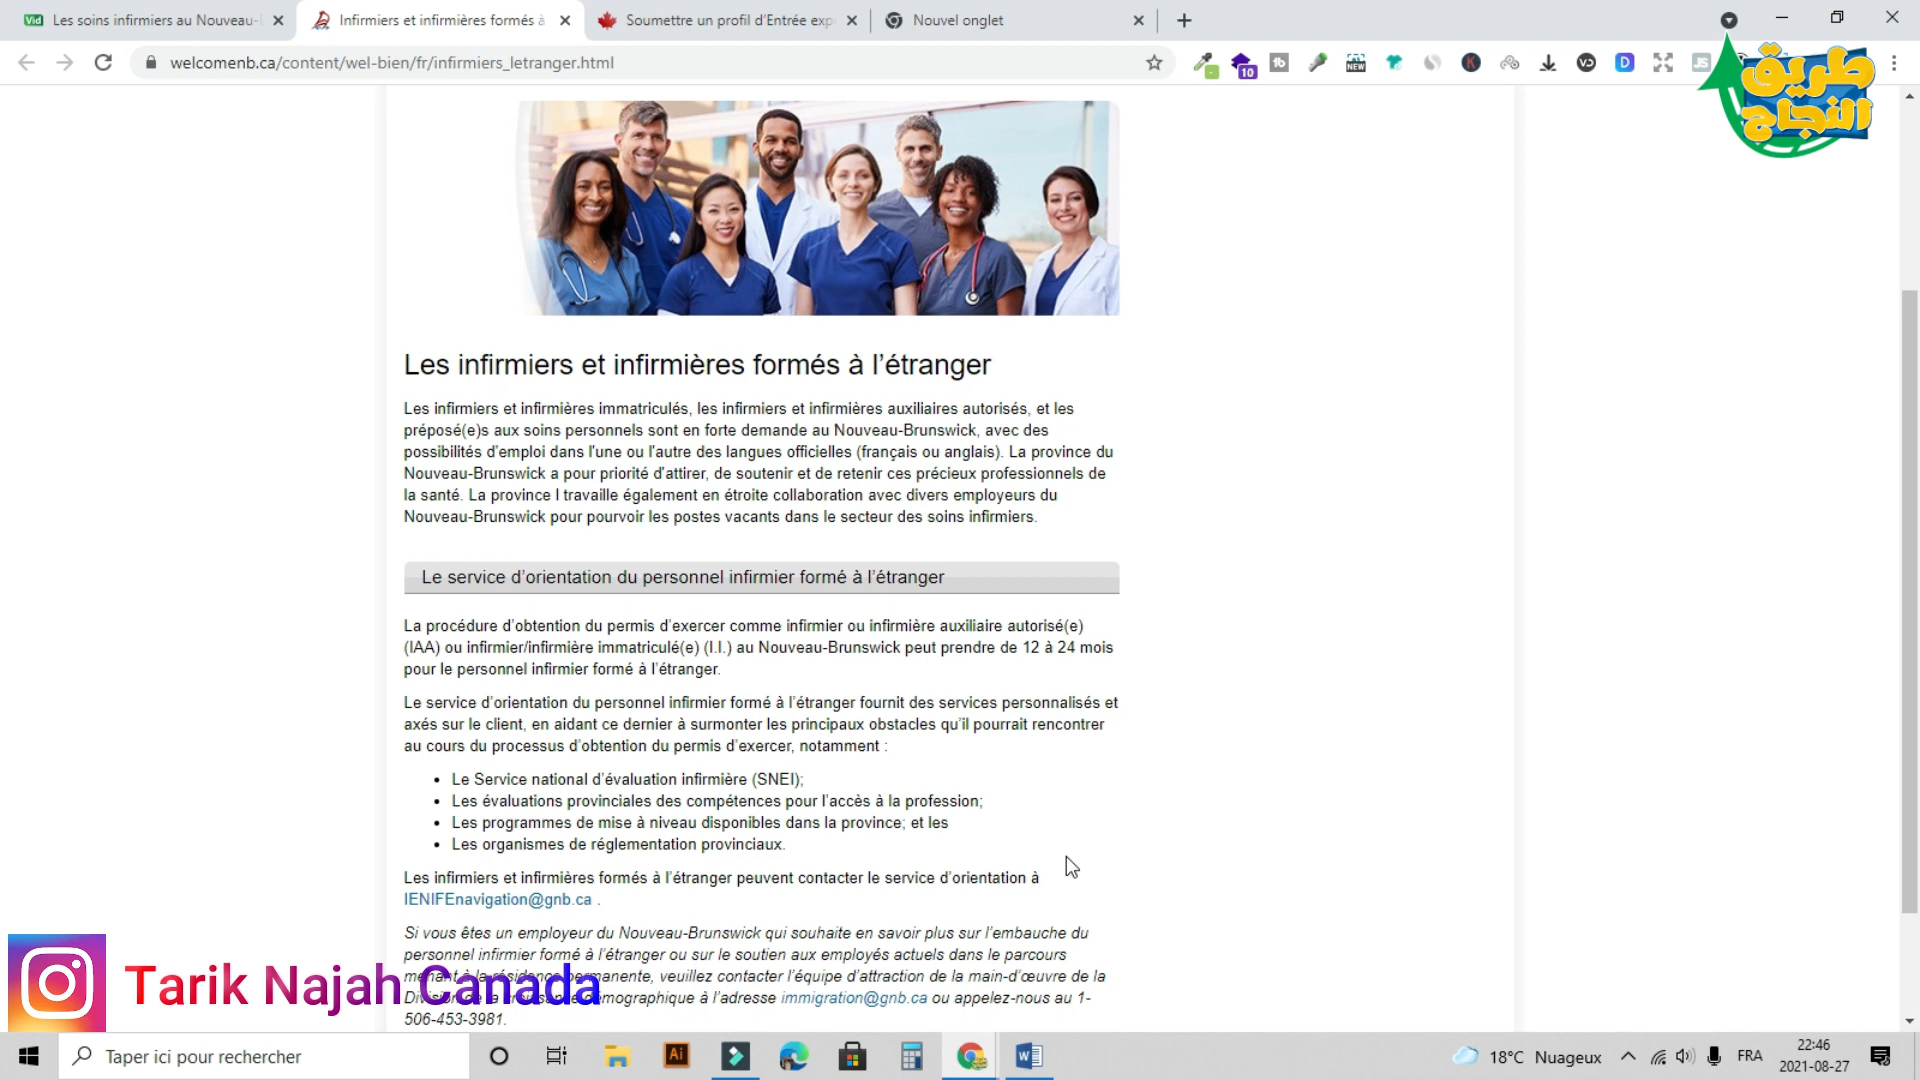 Les soins infirmiers au Nouveau-
Infirmiers et infirmières formés à
Soumettre un profil d'Entrée exp
Nouvel onglet
welcomenb.ca/content/wel-bien/fr/infirmiers_letranger.html
طريق
النجاح
Les infirmiers et infirmières formés à l'étranger
Les infirmiers et infirmières immatriculés, les infirmiers et infirmières auxiliaires autorisés, et les
préposé(e)s aux soins personnels sont en forte demande au Nouveau-Brunswick, avec des
possibilités d'emploi dans l'une ou l'autre des langues officielles (français ou anglais). La province du
Nouveau-Brunswick a pour priorité d'attirer, de soutenir et de retenir ces précieux professionnels de
la santé. La province l travaille également en étroite collaboration avec divers employeurs du
Nouveau-Brunswick pour pourvoir les postes vacants dans le secteur des soins infirmiers.
Le service d'orientation du personnel infirmier formé à l'étranger
La procédure d'obtention du permis d'exercer comme infirmier ou infirmière auxiliaire autorisé(e)
(IAA) ou infirmier/infirmière immatriculé(e) (I.I.) au Nouveau-Brunswick peut prendre de 12 à 24 mois
pour le personnel infirmier formé à l'étranger.
Le service d'orientation du personnel infirmier formé à l'étranger fournit des services personnalisés et
axés sur le client, en aidant ce dernier à surmonter les principaux obstacles qu'il pourrait rencontrer
au cours du processus d'obtention du permis d'exercer, notamment :
• Le Service national d'évaluation infirmière (SNEI);
• Les évaluations provinciales des compétences pour l'accès à la profession;
• Les programmes de mise à niveau disponibles dans la province; et les
• Les organismes de réglementation provinciaux.
Les infirmiers et infirmières formés à l'étranger peuvent contacter le service d'orientation à
IENIFEnavigation@gnb.ca .
Si vous êtes un employeur du Nouveau-Brunswick qui souhaite en savoir plus sur l'embauche du
personnel infirmier formé à l'étranger ou sur le soutien aux employés actuels dans le parcours
menant à la résidence permanente, veuillez contacter l'équipe d'attraction de la main-d'œuvre de la
Division de la croissance démographique à l'adresse immigration@gnb.ca ou appelez-nous au 1-
506-453-3981.
Tarik Najah Canada
Taper ici pour rechercher
18°C Nuageux
FRA
22:46
2021-08-27